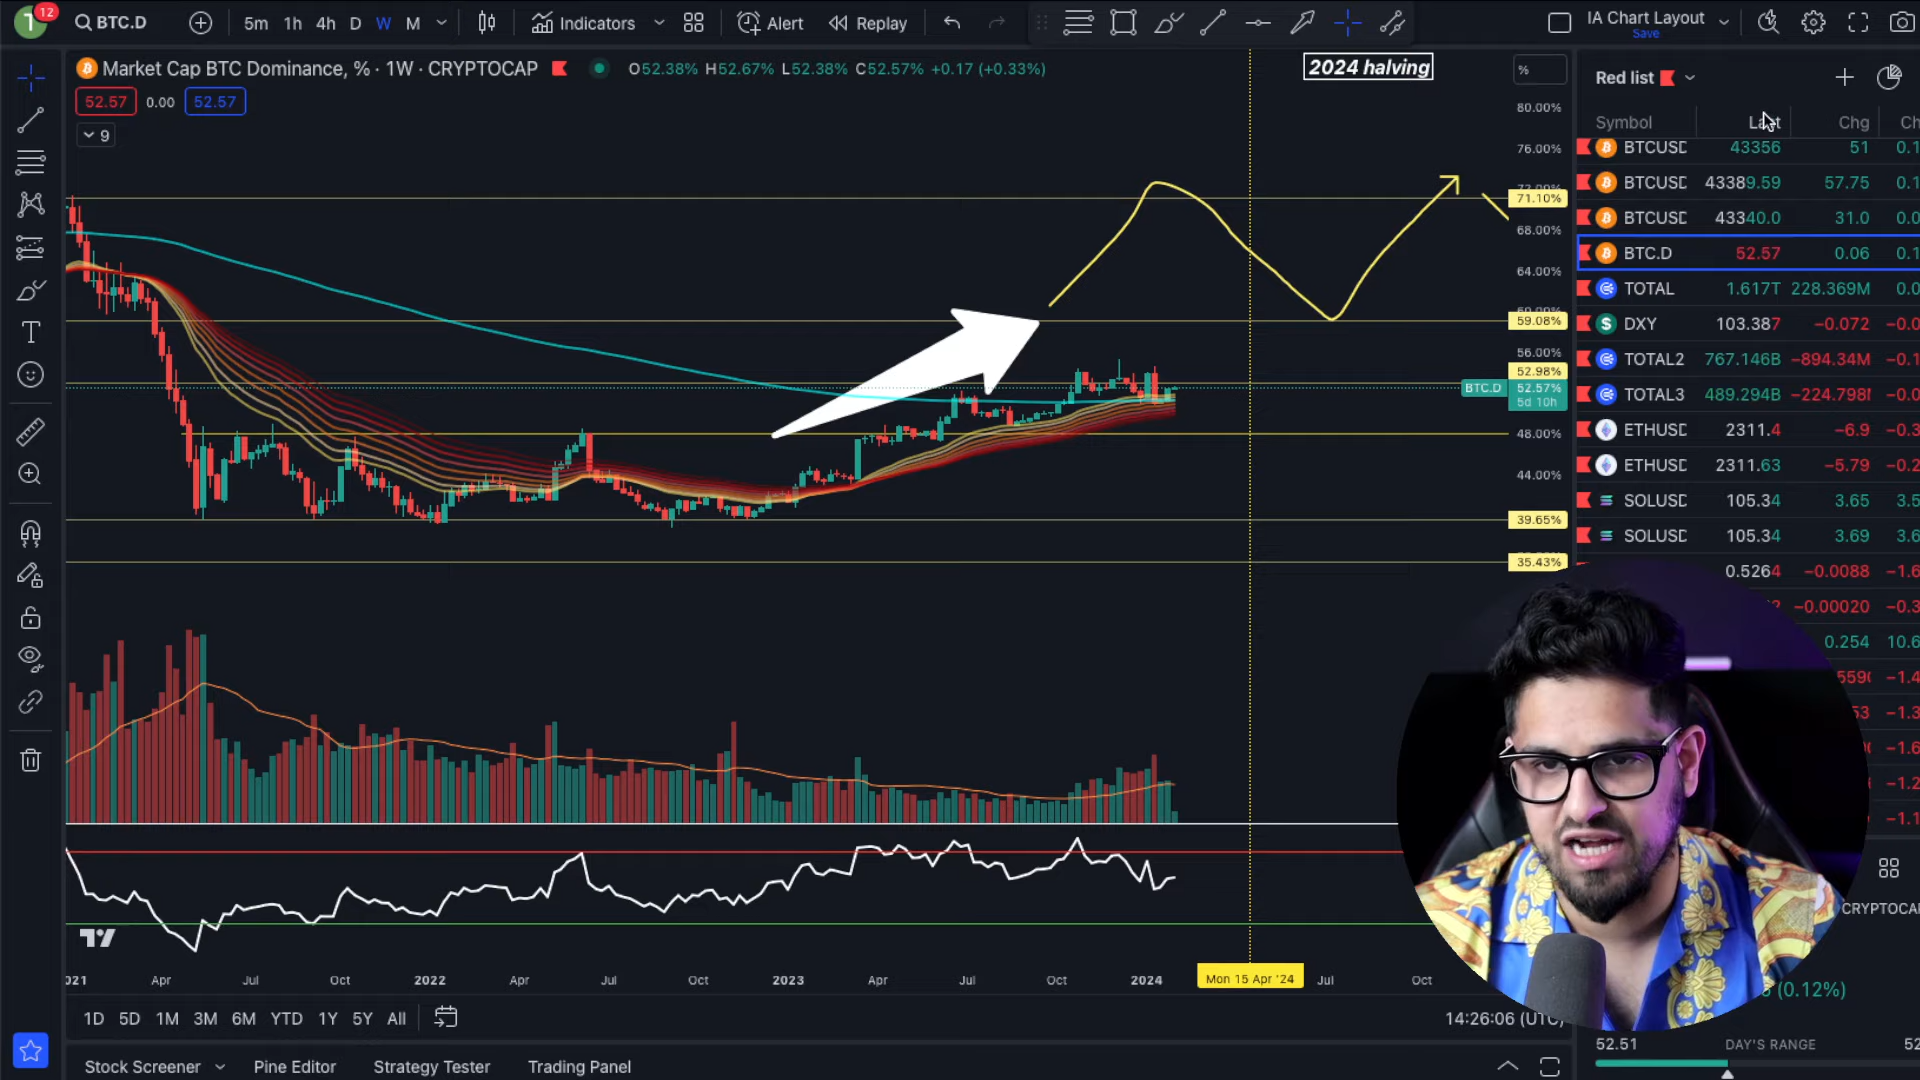 12
T
BTC.D
5m 1h 4h D W M
Indicators
Alert
Replay
IA Chart Layout
Save
Market Cap BTC Dominance, % · 1W · CRYPTOCAP
O52.38% H52.67% L52.38% C52.57% +0.17 (+0.33%)
52.57 0.00 52.57
9
2024 halving
%
80.00%
76.00%
71.10%
68.00%
64.00%
59.08%
56.00%
52.98%
BTC.D 52.57%
5d 10h
48.00%
44.00%
39.65%
35.43%
Red list
Symbol Last Chg
BTCUSD 43356 51
BTCUSD 43389.59 57.75
BTCUSD 43340.0 31.0
BTC.D 52.57 0.06
TOTAL 1.617T 228.369M
DXY 103.387 −0.072
TOTAL2 767.146B −894.34M
TOTAL3 489.294B −224.798
ETHUSD 2311.4 −6.9
ETHUSD 2311.63 −5.79
SOLUSD 105.34 3.65
SOLUSD 105.34 3.69
0.5264 −0.0088
−0.00020
0.254
CRYPTOCAP
(0.12%)
Apr Jul Oct 2022 Apr Jul Oct 2023 Apr Jul Oct 2024 Mon 15 Apr '24 Jul Oct
1D 5D 1M 3M 6M YTD 1Y 5Y All
14:26:06 (UTC)
Stock Screener Pine Editor Strategy Tester Trading Panel
52.51 DAY'S RANGE